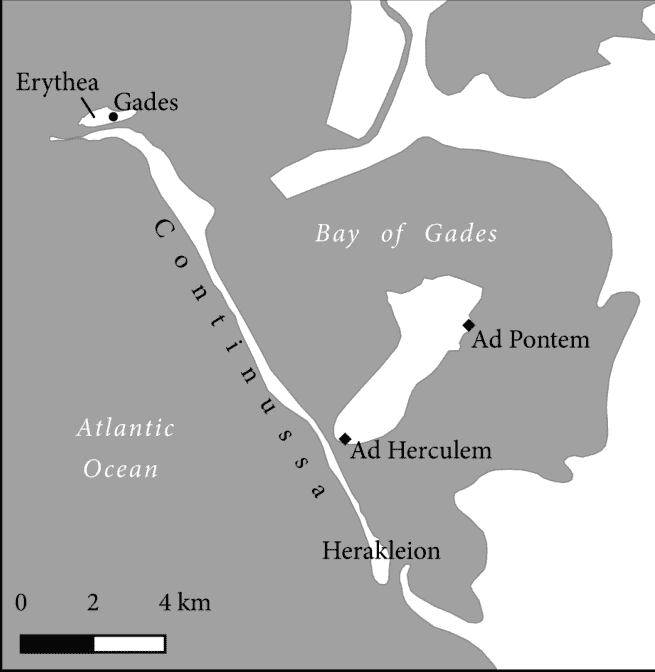 Erythea
Gades
Continussa
Bay of Gades
Ad Pontem
Atlantic
Ocean
Ad Herculem
Herakleion
0 2 4 km